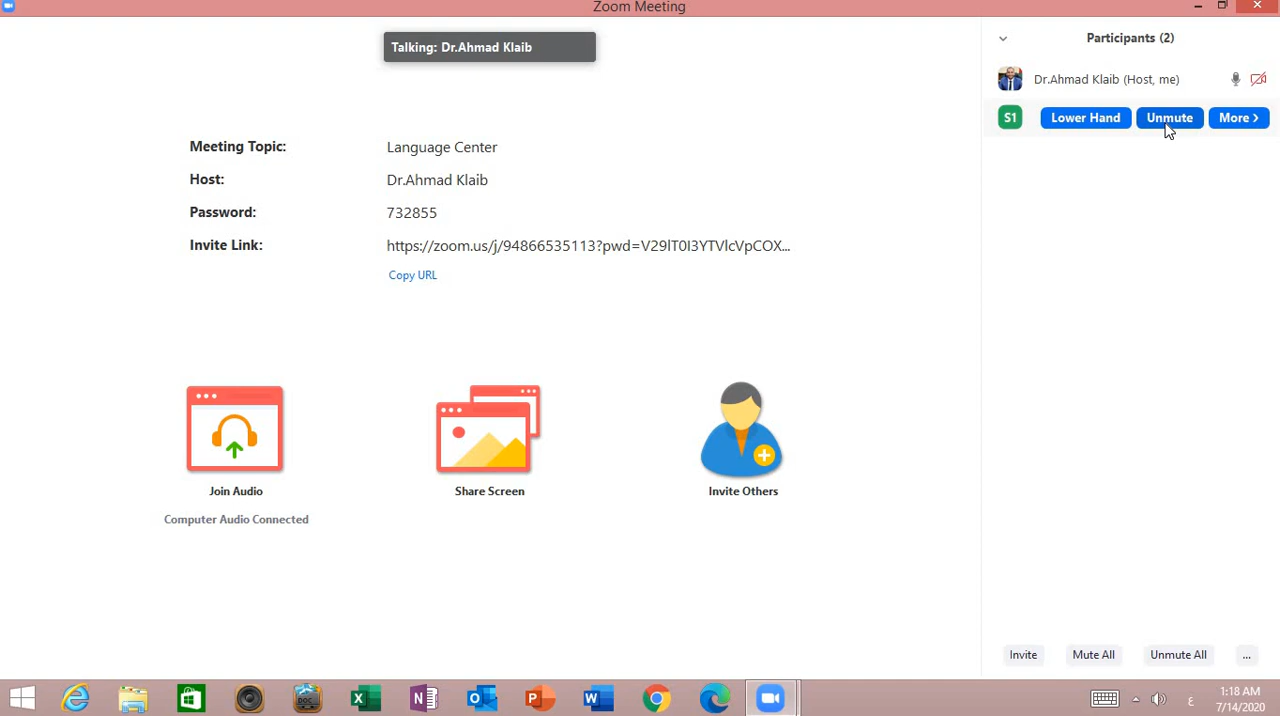 Zoom Meeting
Talking: Dr.Ahmad Klaib
Meeting Topic: Language Center
Host: Dr.Ahmad Klaib
Password: 732855
Invite Link: https://zoom.us/j/94866535113?pwd=V29lT0I3YTVlcVpCOX...
Copy URL
Join Audio
Computer Audio Connected
Share Screen
Invite Others
Participants (2)
Dr.Ahmad Klaib (Host, me)
S1 Lower Hand Unmute More >
Invite Mute All Unmute All ...
DOC
ع
1:18 AM
7/14/2020